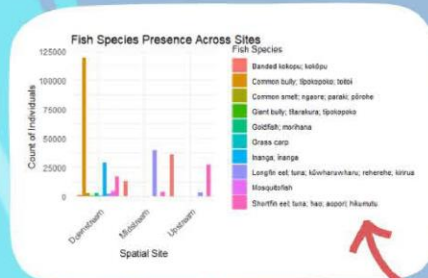 Fish Species Presence Across Sites
125000
100000
75000
50000
25000
0
Count of Individuals
Downstream
Midstream
Upstream
Spatial Site
Fish Species
Banded kokopu; kokōpu
Common bully; tīpokopoko; toitoi
Common smelt; ngaore; paraki; pōrohe
Giant bully; tītarakura; tīpokopoko
Goldfish; morihana
Grass carp
Inanga; īnanga
Longfin eel; tuna; kūwharuwharu; reherehe; kirirua
Mosquitofish
Shortfin eel; tuna; hao; aopori; hikumutu